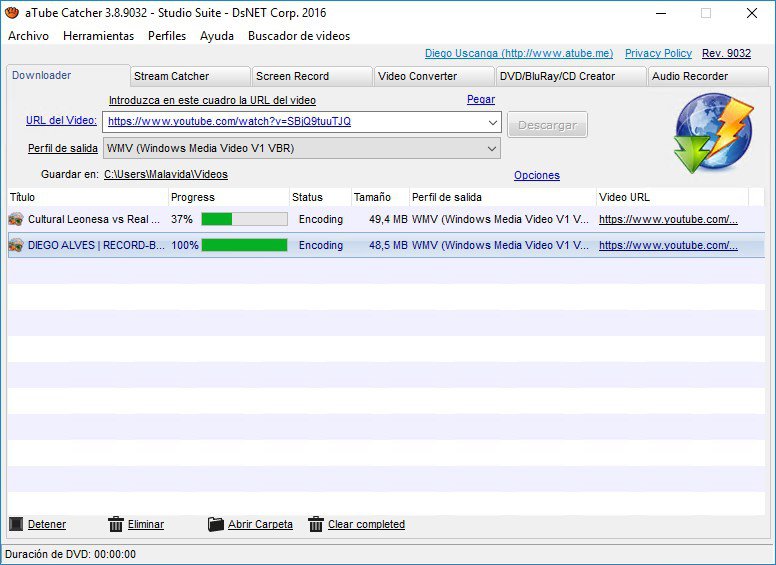 aTube Catcher 3.8.9032 - Studio Suite - DsNET Corp. 2016
Archivo Herramientas Perfiles Ayuda Buscador de videos
Diego Uscanga (http://www.atube.me) Privacy Policy Rev. 9032
Downloader Stream Catcher Screen Record Video Converter DVD/BluRay/CD Creator Audio Recorder
Introduzca en este cuadro la URL del video Pegar
URL del Video: https://www.youtube.com/watch?v=SBjQ9tuuTJQ Descargar
Perfil de salida WMV (Windows Media Video V1 VBR)
Guardar en: C:\Users\Malavida\Videos Opciones
Título Progress Status Tamaño Perfil de salida Video URL
Cultural Leonesa vs Real ... 37% Encoding 49,4 MB WMV (Windows Media Video V1 V... https://www.youtube.com/...
DIEGO ALVES | RECORD-B... 100% Encoding 48,5 MB WMV (Windows Media Video V1 V... https://www.youtube.com/...
Detener Eliminar Abrir Carpeta Clear completed
Duración de DVD: 00:00:00